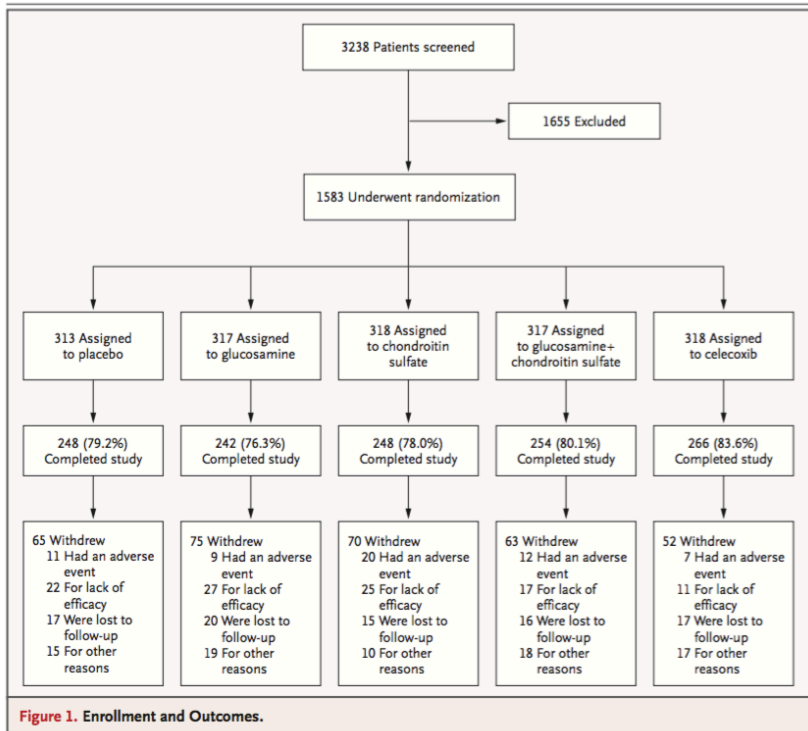 3238 Patients screened
1655 Excluded
1583 Underwent randomization
313 Assigned
to placebo
317 Assigned
to glucosamine
318 Assigned
to chondroitin
sulfate
317 Assigned
to glucosamine+
chondroitin sulfate
318 Assigned
to celecoxib
248 (79.2%)
Completed study
242 (76.3%)
Completed study
248 (78.0%)
Completed study
254 (80.1%)
Completed study
266 (83.6%)
Completed study
65 Withdrew
11 Had an adverse
event
22 For lack of
efficacy
17 Were lost to
follow-up
15 For other
reasons
75 Withdrew
9 Had an adverse
event
27 For lack of
efficacy
20 Were lost to
follow-up
19 For other
reasons
70 Withdrew
20 Had an adverse
event
25 For lack of
efficacy
15 Were lost to
follow-up
10 For other
reasons
63 Withdrew
12 Had an adverse
event
17 For lack of
efficacy
16 Were lost to
follow-up
18 For other
reasons
52 Withdrew
7 Had an adverse
event
11 For lack of
efficacy
17 Were lost to
follow-up
17 For other
reasons
Figure 1. Enrollment and Outcomes.